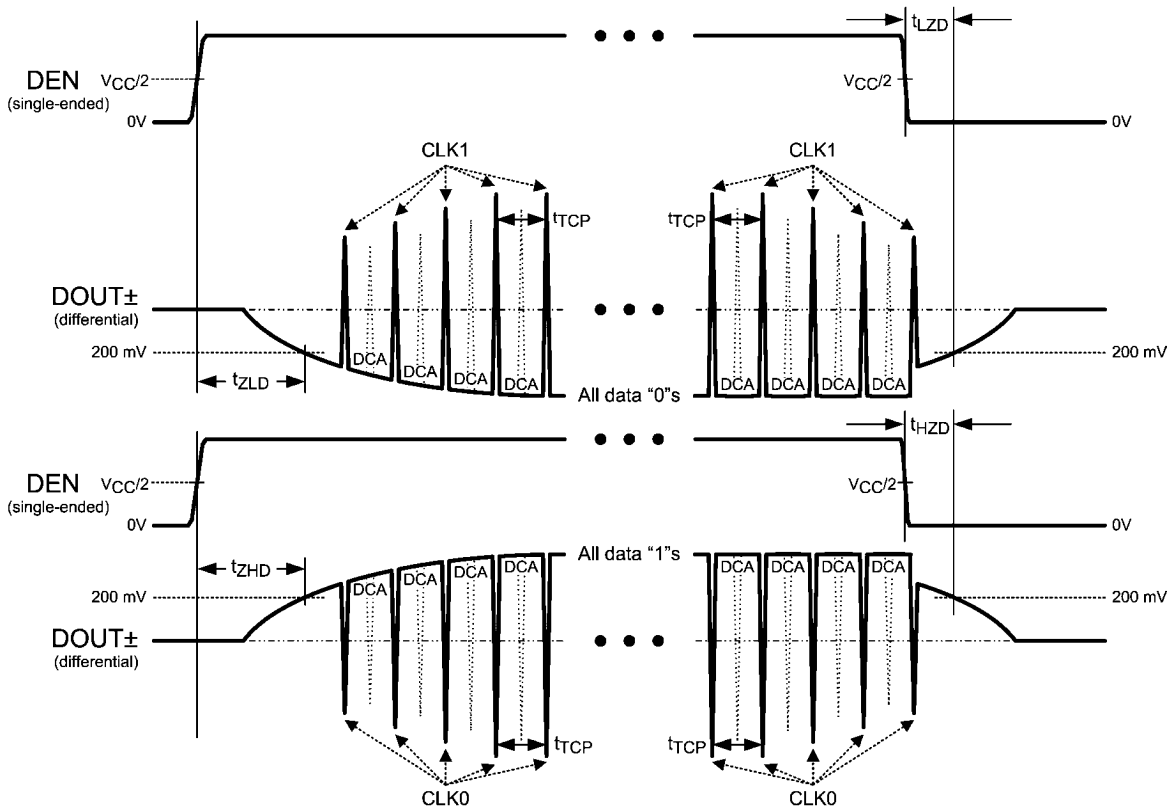 tLZD
DEN
(single-ended)
VCC/2
VCC/2
0V
0V
CLK1
CLK1
tTCP
tTCP
DOUT±
(differential)
200 mV
200 mV
DCA
DCA
DCA
DCA
DCA
DCA
DCA
DCA
tZLD
All data "0"s
tHZD
DEN
(single-ended)
VCC/2
VCC/2
0V
0V
All data "1"s
tZHD
DCA
DCA
DCA
DCA
DCA
DCA
DCA
DCA
200 mV
200 mV
DOUT±
(differential)
tTCP
tTCP
CLK0
CLK0